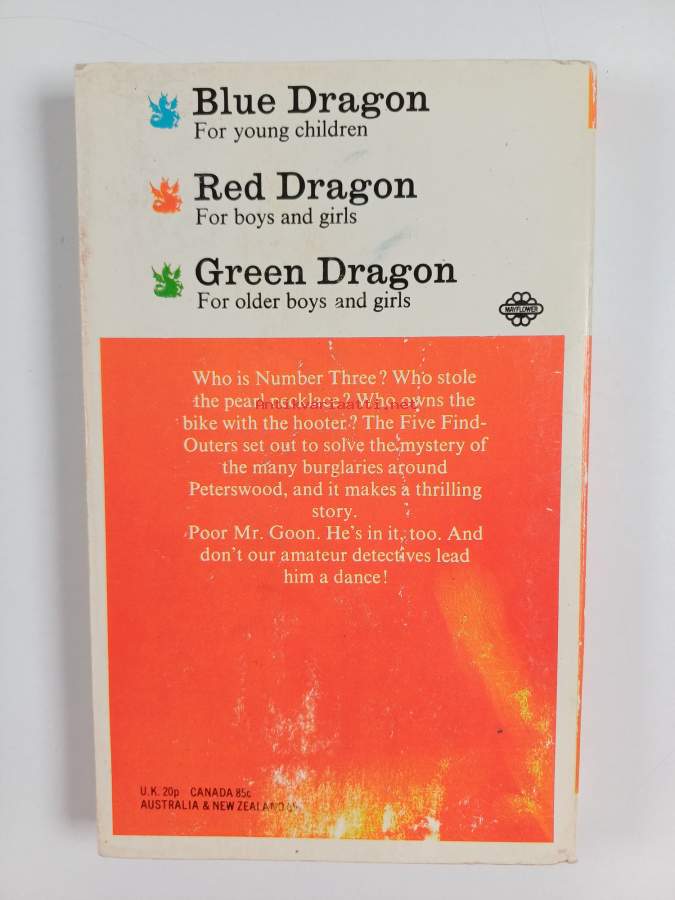 Blue Dragon
For young children
Red Dragon
For boys and girls
Green Dragon
For older boys and girls
MAYFLOWER
Who is Number Three? Who stole
the pearl necklace? Who owns the
Antikvariaatti.net
bike with the hooter? The Five Find-
Outers set out to solve the mystery of
the many burglaries around
Peterswood, and it makes a thrilling
story.
Poor Mr. Goon. He's in it, too. And
don't our amateur detectives lead
him a dance!
U.K. 20p CANADA 85c
AUSTRALIA & NEW ZEALAND